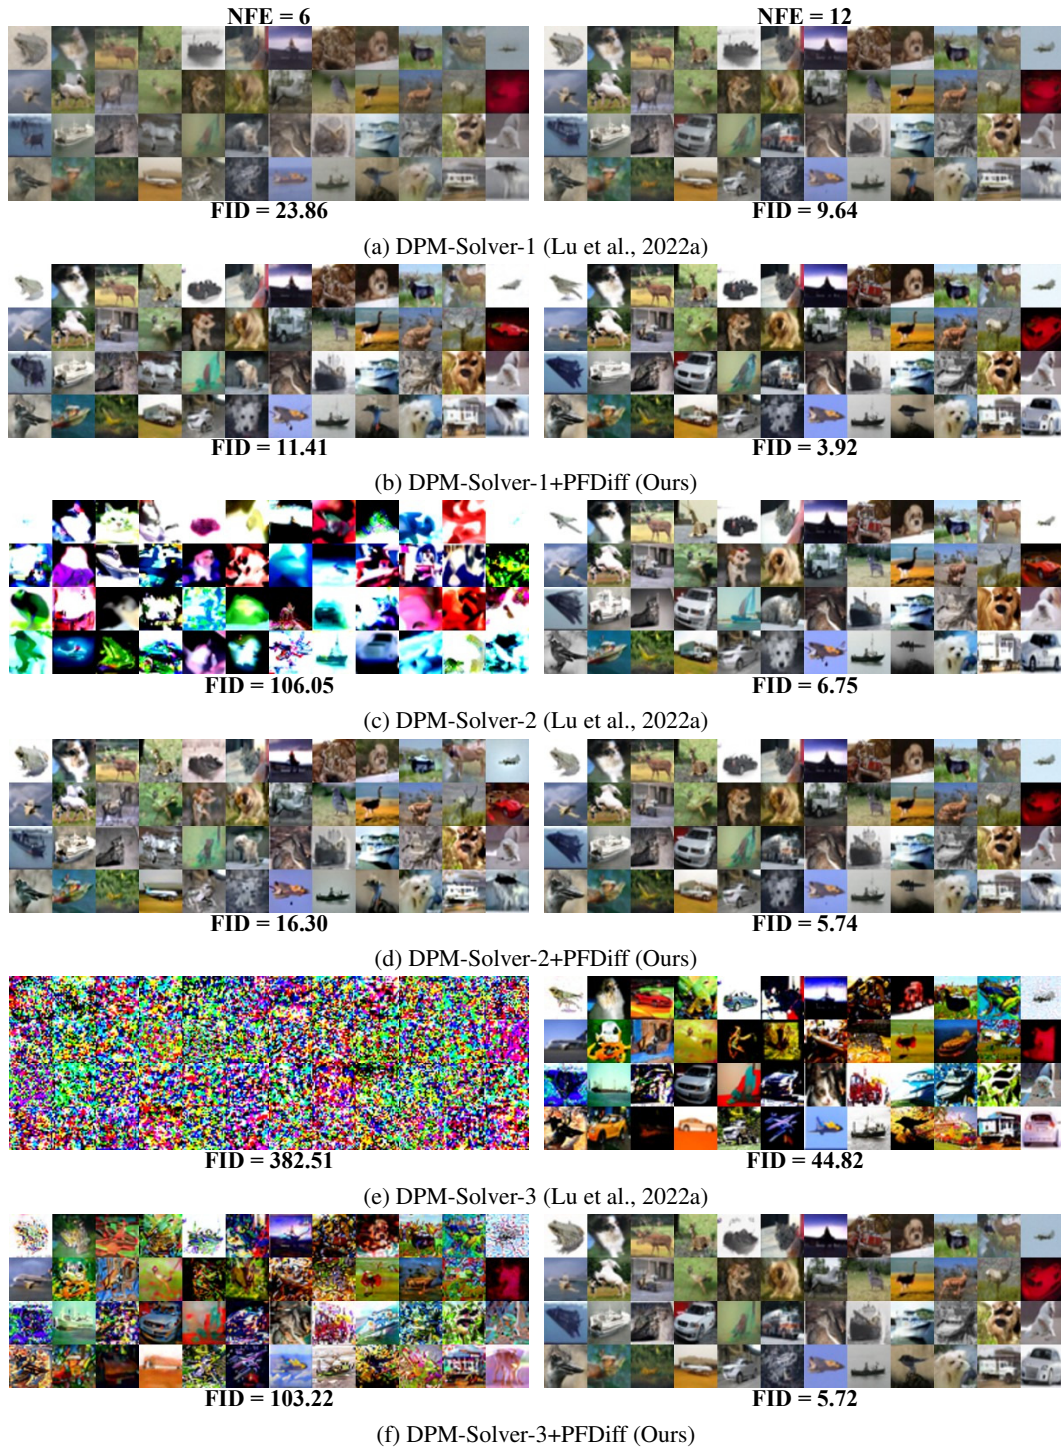 NFE = 6
NFE = 12
FID = 23.86
FID = 9.64
(a) DPM-Solver-1 (Lu et al., 2022a)
FID = 11.41
FID = 3.92
(b) DPM-Solver-1+PFDiff (Ours)
FID = 106.05
FID = 6.75
(c) DPM-Solver-2 (Lu et al., 2022a)
FID = 16.30
FID = 5.74
(d) DPM-Solver-2+PFDiff (Ours)
FID = 382.51
FID = 44.82
(e) DPM-Solver-3 (Lu et al., 2022a)
FID = 103.22
FID = 5.72
(f) DPM-Solver-3+PFDiff (Ours)